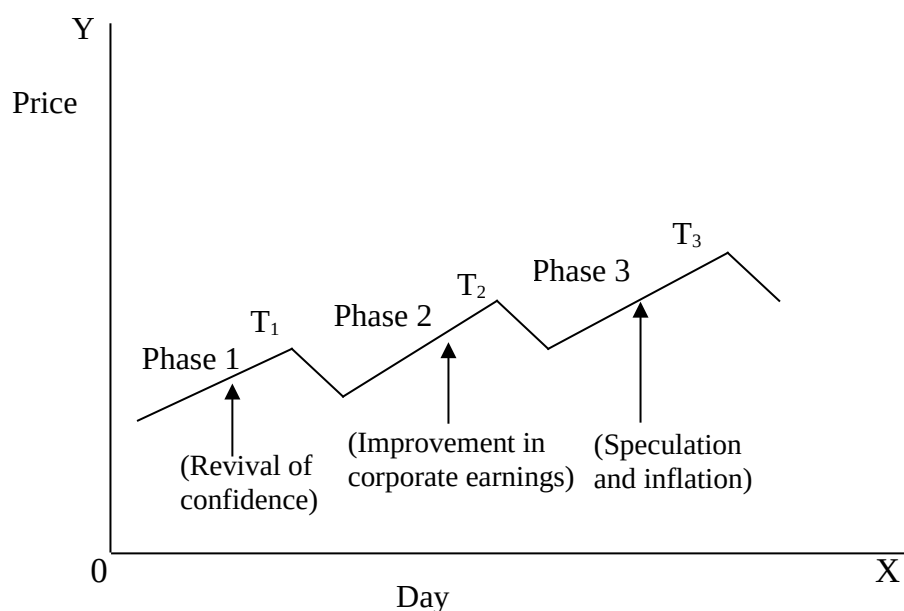 Y
Price
T₃
Phase 3
T₂
Phase 2
T₁
Phase 1
(Improvement in
corporate earnings)
(Speculation
and inflation)
(Revival of
confidence)
0
X
Day